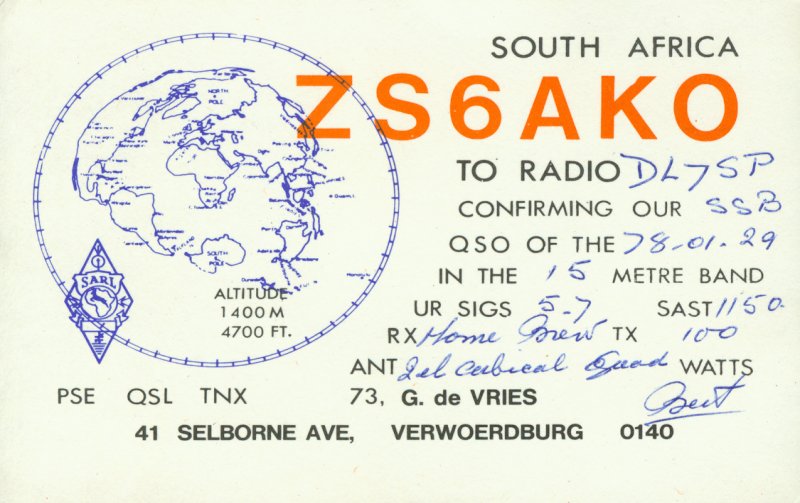 SOUTH AFRICA
ZS6AKO
TO RADIO DL7SP
CONFIRMING OUR SSB
QSO OF THE 78-01-29
IN THE 15 METRE BAND
UR SIGS 5-7 SAST 1150.
RX Home Brew TX 100
ANT 2el Cubical Quad WATTS
NORTH POLE
SOUTH POLE
SARL
ALTITUDE
1400 M
4700 FT.
PSE QSL TNX 73, G. de VRIES
Bert
41 SELBORNE AVE, VERWOERDBURG 0140